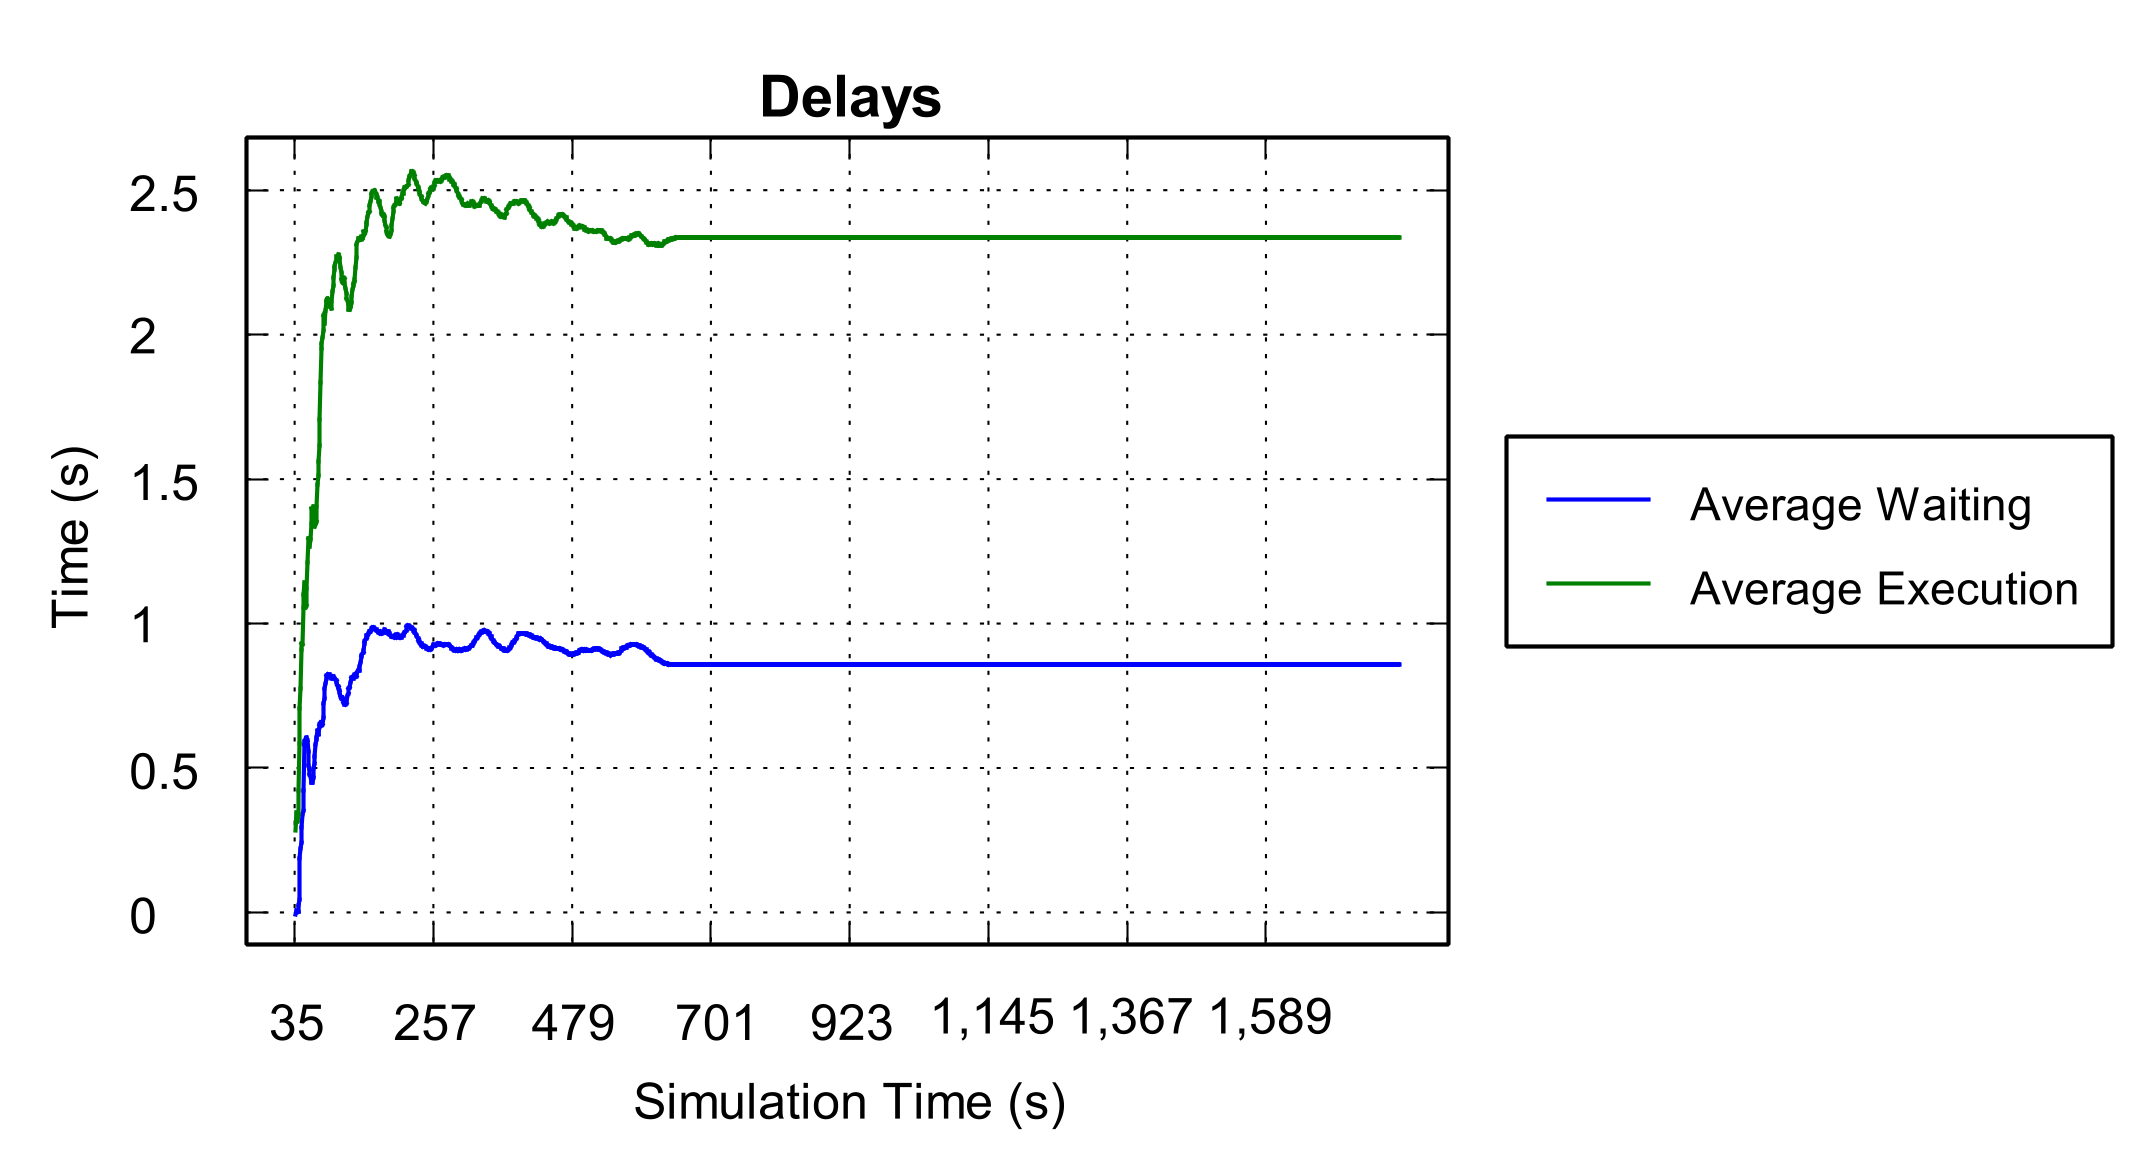 Delays
2.5
2
1.5
1
0.5
0
Time (s)
35 257 479 701 923 1,145 1,367 1,589
Simulation Time (s)
Average Waiting
Average Execution